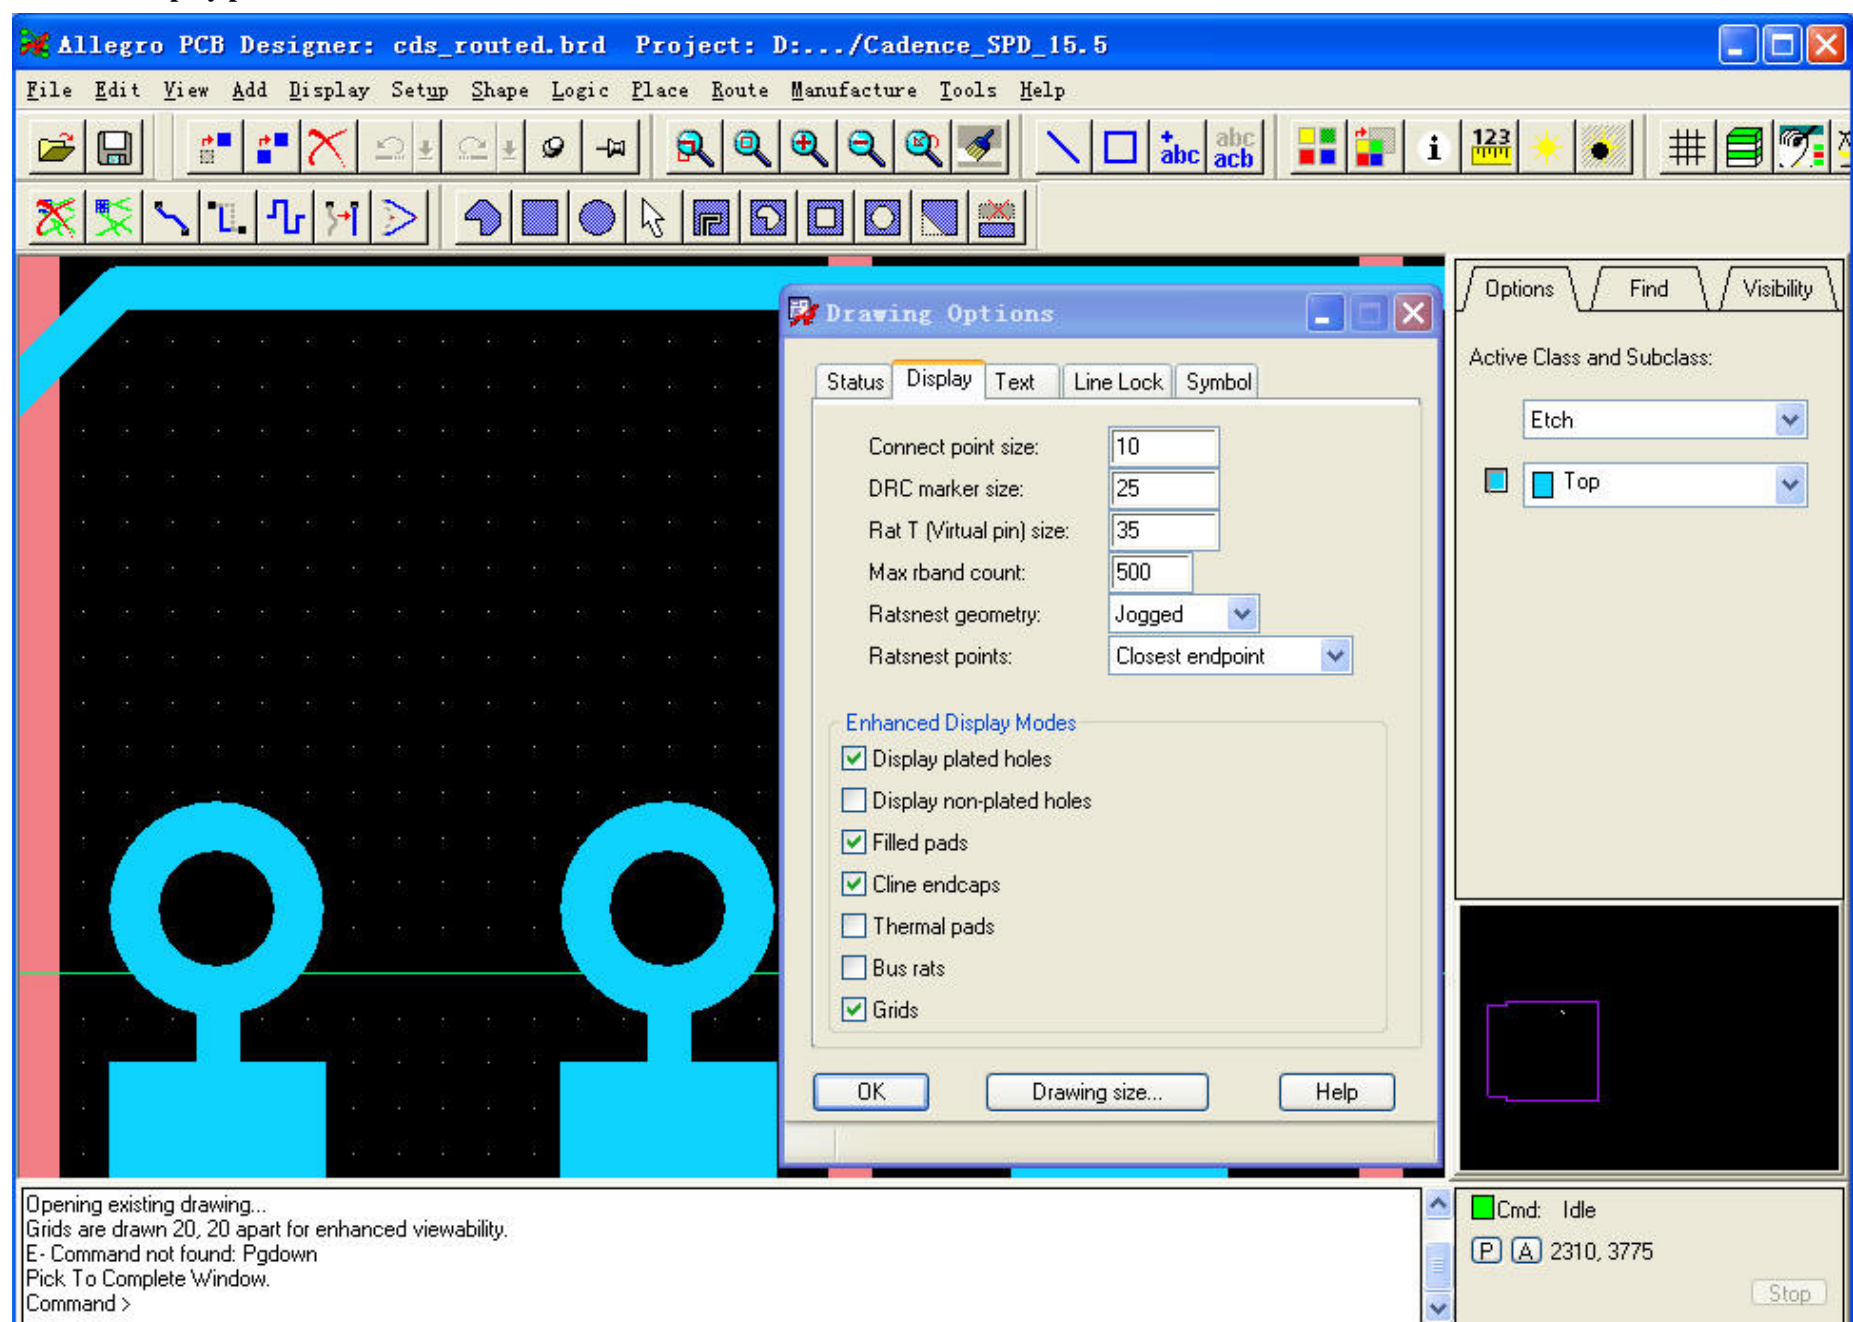 Allegro PCB Designer: cds_routed.brd Project: D:.../Cadence_SPD_15.5
File Edit View Add Display Setup Shape Logic Place Route Manufacture Tools Help
+abc abc acb i 123
Options Find Visibility
Active Class and Subclass:
Etch
Top
Drawing Options
Status Display Text Line Lock Symbol
Connect point size: 10
DRC marker size: 25
Rat T (Virtual pin) size: 35
Max rband count: 500
Ratsnest geometry: Jogged
Ratsnest points: Closest endpoint
Enhanced Display Modes
Display plated holes
Display non-plated holes
Filled pads
Cline endcaps
Thermal pads
Bus rats
Grids
OK Drawing size... Help
Opening existing drawing...
Grids are drawn 20, 20 apart for enhanced viewability.
E- Command not found: Pgdown
Pick To Complete Window.
Command >
Cmd: Idle
P A 2310, 3775
Stop